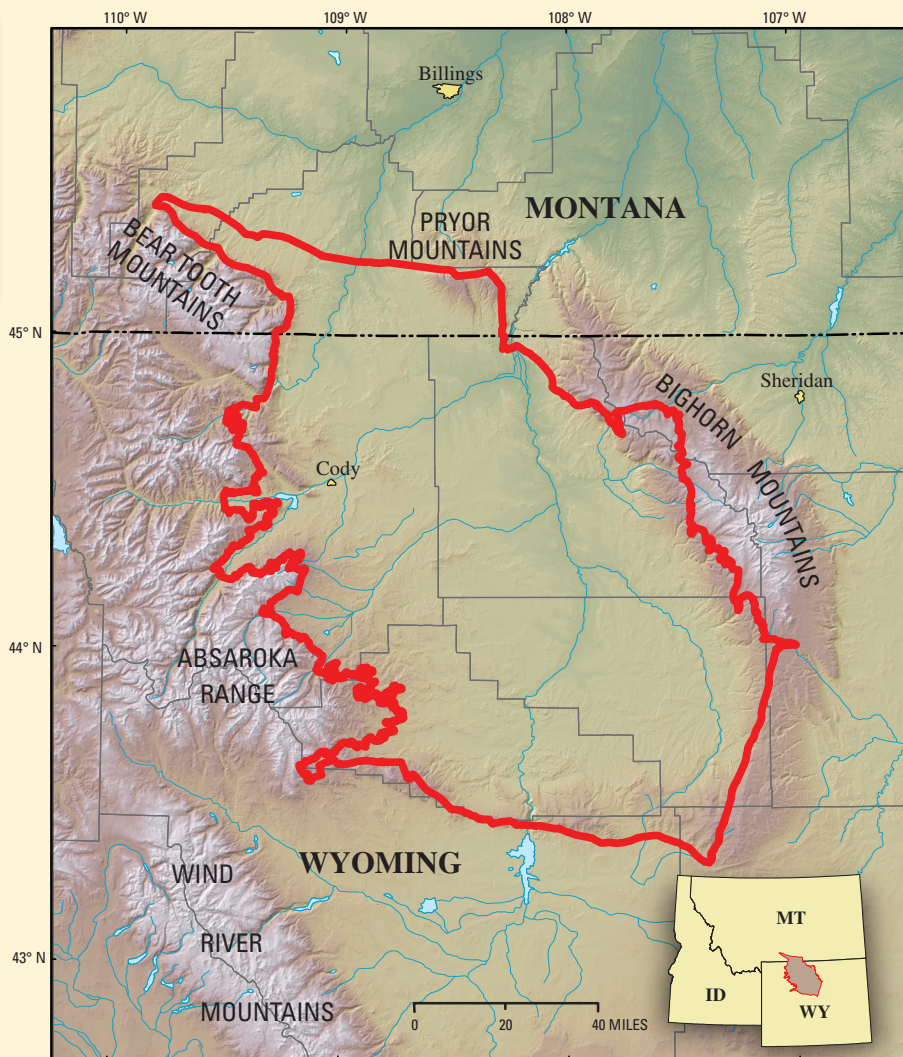 110° W
109° W
108° W
107° W
Billings
MONTANA
PRYOR
MOUNTAINS
BEAR TOOTH
MOUNTAINS
45° N
BIGHORN MOUNTAINS
Sheridan
Cody
44° N
ABSAROKA
RANGE
WYOMING
WIND
RIVER
MOUNTAINS
43° N
0 20 40 MILES
MT
ID
WY